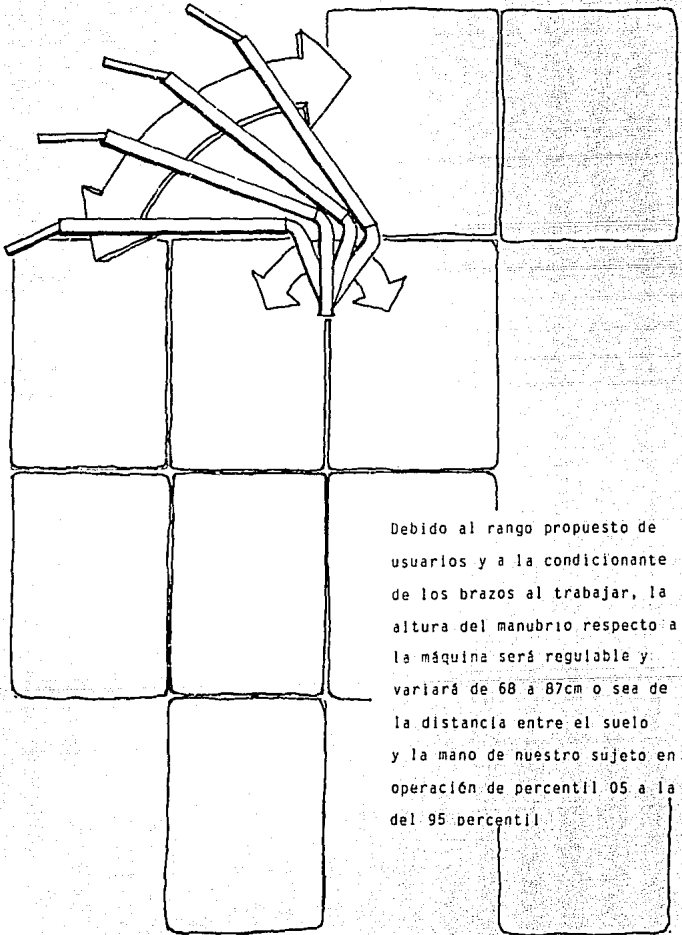 Debido al rango propuesto de
usuarios y a la condicionante
de los brazos al trabajar, la
altura del manubrio respecto a
la máquina será regulable y
variará de 68 a 87cm o sea de
la distancia entre el suelo
y la mano de nuestro sujeto en
operación de percentil 05 a la
del 95 percentil